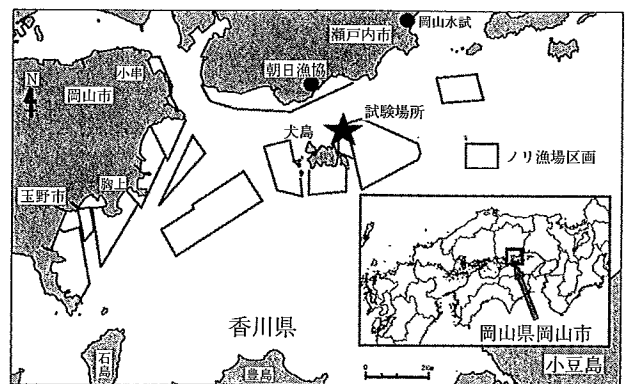 岡山水試
瀬戸内市
小串
朝日漁協
N
岡山市
試験場所
犬島
ノリ漁場区画
胸上
玉野市
香川県
岡山県岡山市
石島
豊島
0 2km
小豆島